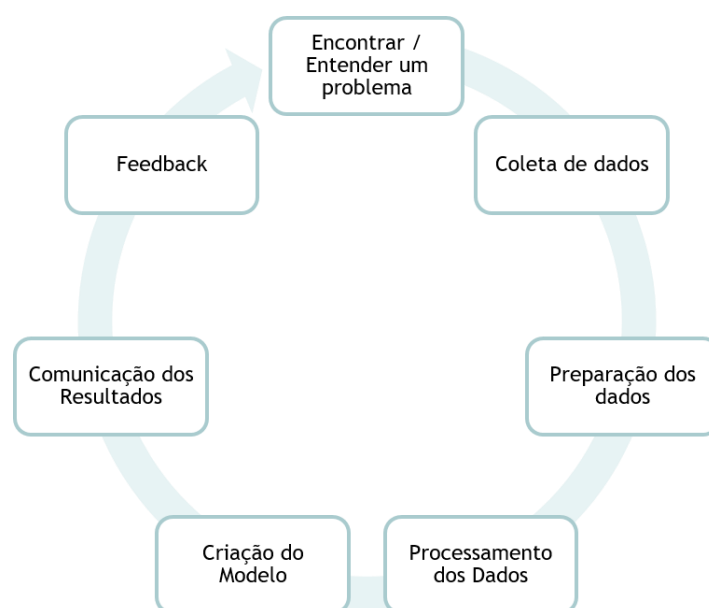 Encontrar /
Entender um
problema
Coleta de dados
Preparação dos
dados
Processamento
dos Dados
Criação do
Modelo
Comunicação dos
Resultados
Feedback